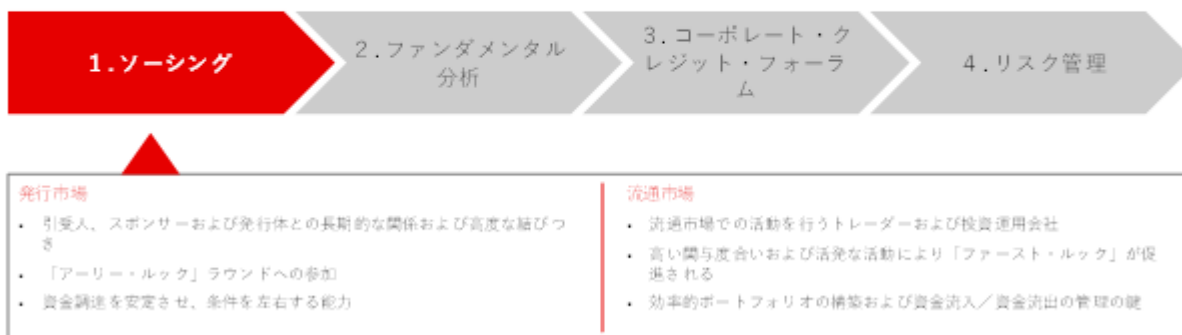 1.ソーシング
2.ファンダメンタル
分析
3.コーポレート・ク
レジット・フォーラ
ム
4.リスク管理
発行市場
• 引受人、スポンサーおよび発行体との長期的な関係および高度な結びつ
き
• 「アーリー・ルック」ラウンドへの参加
• 資金調達を安定させ、条件を左右する能力
流通市場
• 流通市場での活動を行うトレーダーおよび投資運用会社
• 高い関与度合いおよび活発な活動により「ファースト・ルック」が促
進される
• 効率的ポートフォリオの構築および資金流入／資金流出の管理の鍵